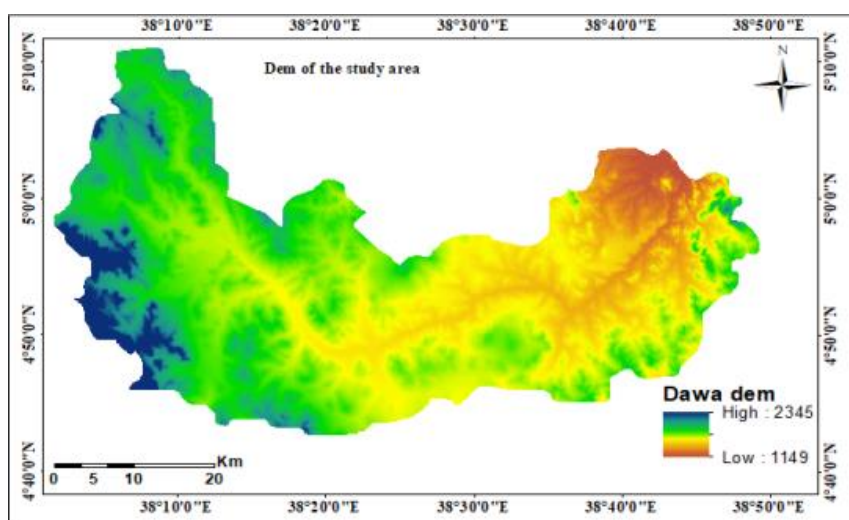 38°10'0"E 38°20'0"E 38°30'0"E 38°40'0"E 38°50'0"E
Dem of the study area
N
5°10'0"N 5°10'0"N
5°0'0"N 5°0'0"N
4°50'0"N 4°50'0"N
Dawa dem
High : 2345
Low : 1149
Km
0 5 10 20
4°40'0"N 4°40'0"N
38°10'0"E 38°20'0"E 38°30'0"E 38°40'0"E 38°50'0"E